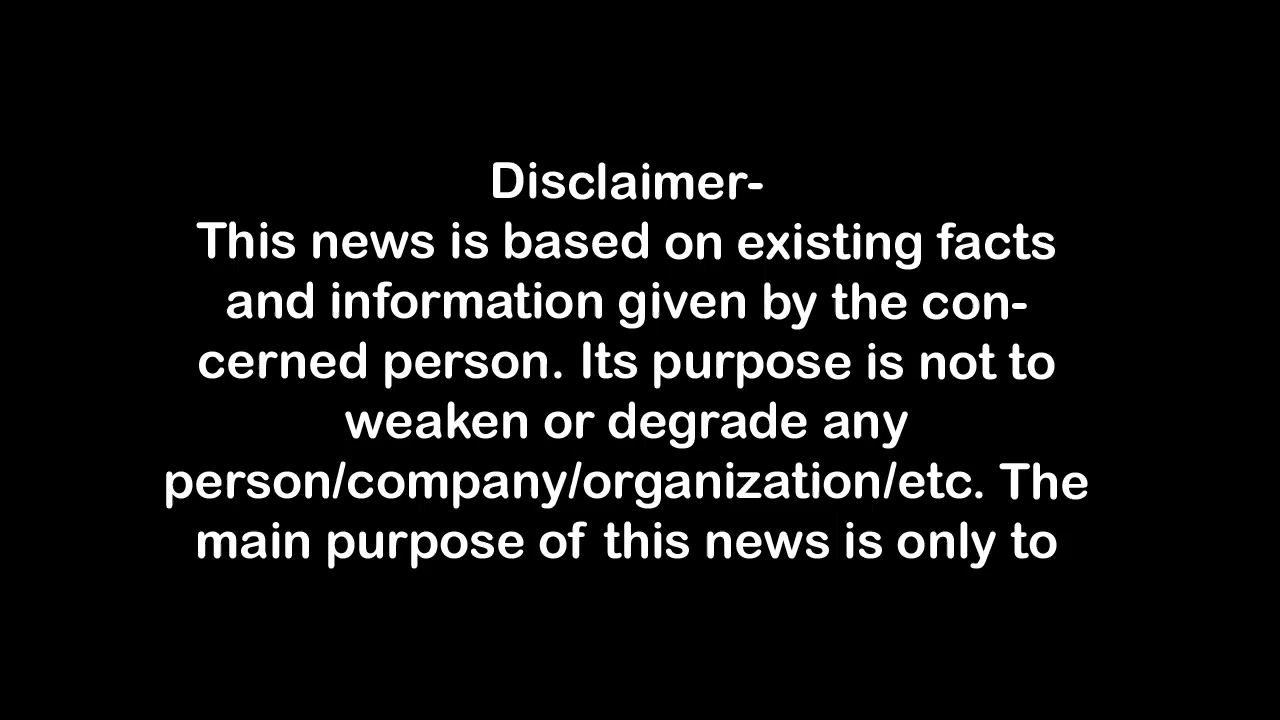 Disclaimer-
This news is based on existing facts
and information given by the con-
cerned person. Its purpose is not to
weaken or degrade any
person/company/organization/etc. The
main purpose of this news is only to